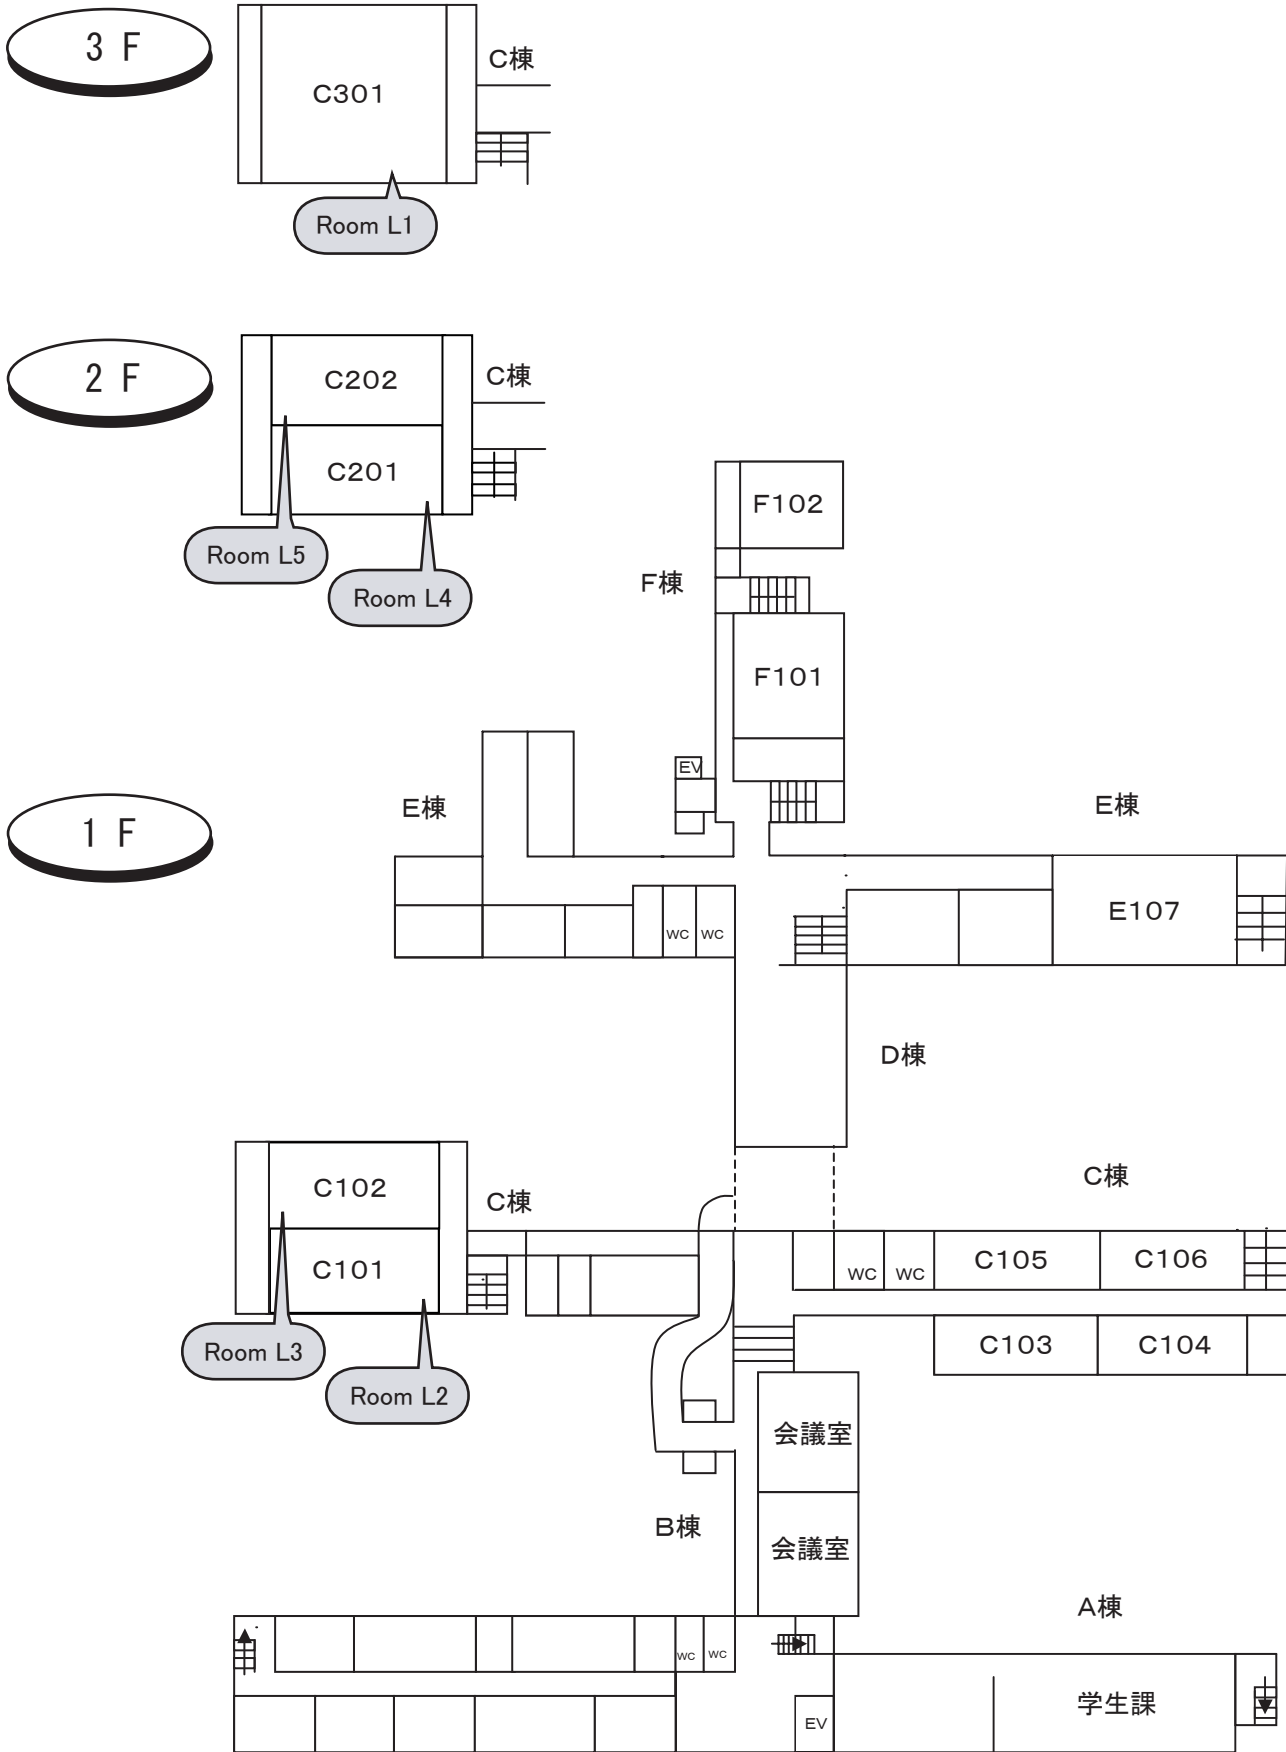 3 F
C棟
C301
Room L1
2 F
C202
C棟
C201
Room L5
Room L4
F102
F棟
F101
EV
1 F
E棟
E棟
E107
WC
WC
D棟
C102
C棟
C棟
C101
WC
WC
C105
C106
Room L3
Room L2
C103
C104
会議室
B棟
会議室
A棟
WC
WC
学生課
EV